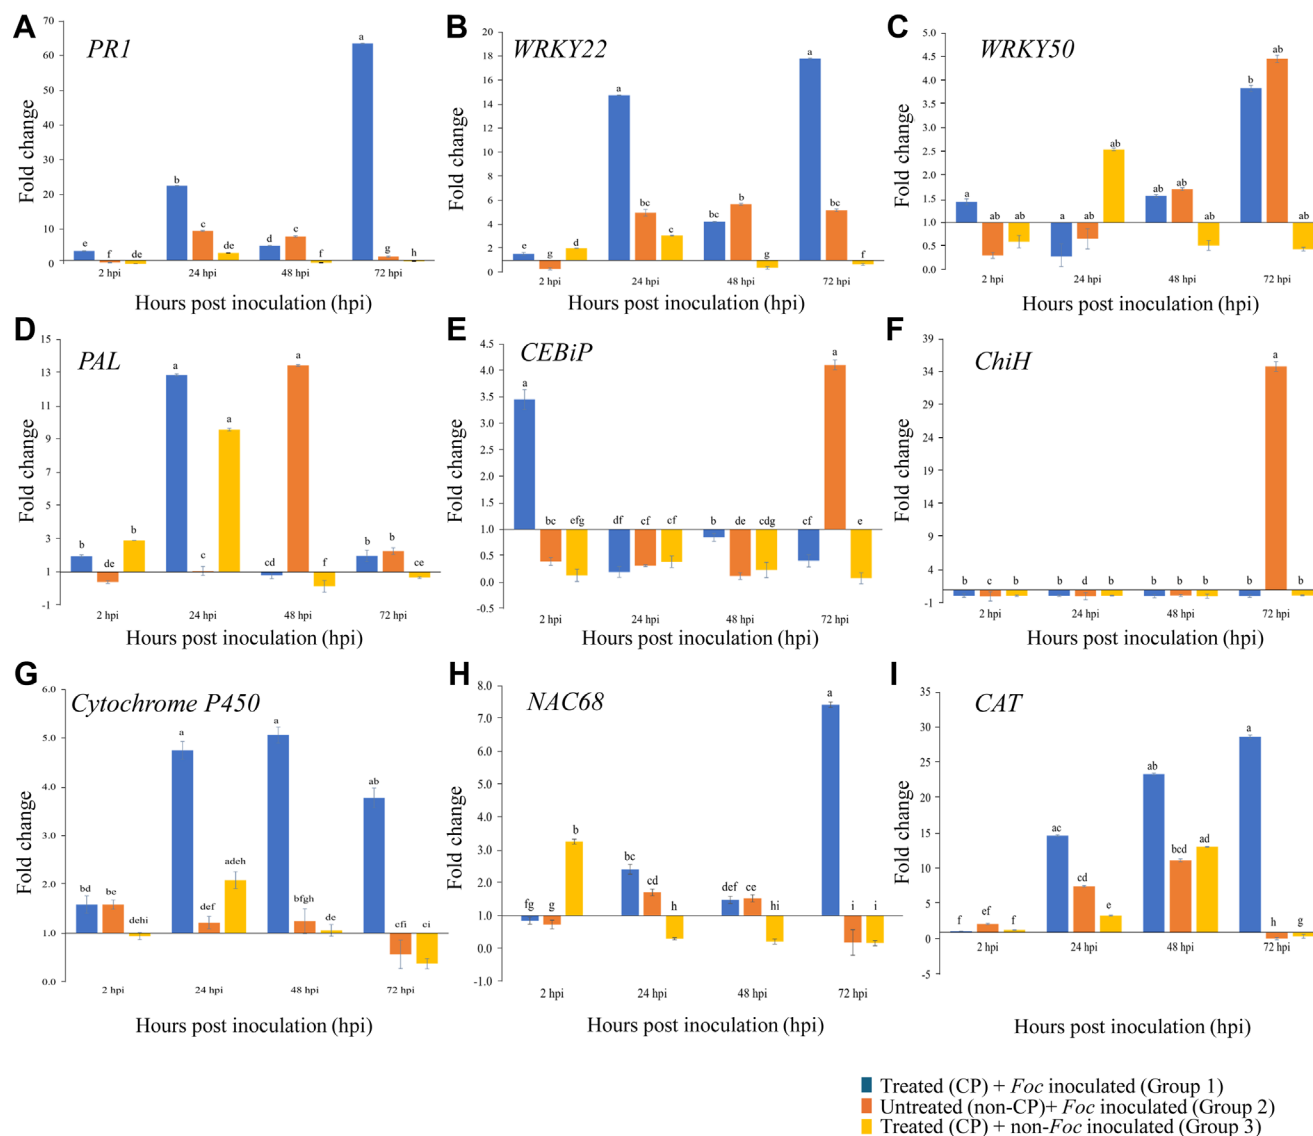 A
PR1
Fold change
70
60
50
40
30
20
10
0
e f de
b c de
d c f
a g h
2 hpi 24 hpi 48 hpi 72 hpi
Hours post inoculation (hpi)
B
WRKY22
Fold change
20
18
16
14
12
10
8
6
4
2
0
e g d
a bc c
bc b g
a bc f
2 hpi 24 hpi 48 hpi 72 hpi
Hours post inoculation (hpi)
C
WRKY50
Fold change
5.0
4.5
4.0
3.5
3.0
2.5
2.0
1.5
1.0
0.5
0.0
a ab ab
a ab ab
ab ab ab
b ab ab
2 hpi 24 hpi 48 hpi 72 hpi
Hours post inoculation (hpi)
D
PAL
Fold change
15
13
11
9
7
5
3
1
-1
b de b
a c a
cd a f
b b ce
2 hpi 24 hpi 48 hpi 72 hpi
Hours post inoculation (hpi)
E
CEBiP
Fold change
4.5
4.0
3.5
3.0
2.5
2.0
1.5
1.0
0.5
0.0
-0.5
a bc efg
df cf cf
b de cdg
cf a e
2 hpi 24 hpi 48 hpi 72 hpi
Hours post inoculation (hpi)
F
ChiH
Fold change
39
34
29
24
19
14
9
4
-1
b c b
b d b
b b b
b a b
2 hpi 24 hpi 48 hpi 72 hpi
Hours post inoculation (hpi)
G
Cytochrome P450
Fold change
6.0
5.0
4.0
3.0
2.0
1.0
0.0
bd be dehi
a def adeh
a bfgh de
ab efi ei
2 hpi 24 hpi 48 hpi 72 hpi
Hours post inoculation (hpi)
H
NAC68
Fold change
8.0
7.0
6.0
5.0
4.0
3.0
2.0
1.0
0.0
-1.0
fg g b
bc cd h
def ce hi
a i i
2 hpi 24 hpi 48 hpi 72 hpi
Hours post inoculation (hpi)
I
CAT
Fold change
35
30
25
20
15
10
5
0
-5
f ef f
ac cd e
ab bcd ad
a h g
2 hpi 24 hpi 48 hpi 72 hpi
Hours post inoculation (hpi)
Treated (CP) + Foc inoculated (Group 1)
Untreated (non-CP)+ Foc inoculated (Group 2)
Treated (CP) + non-Foc inoculated (Group 3)